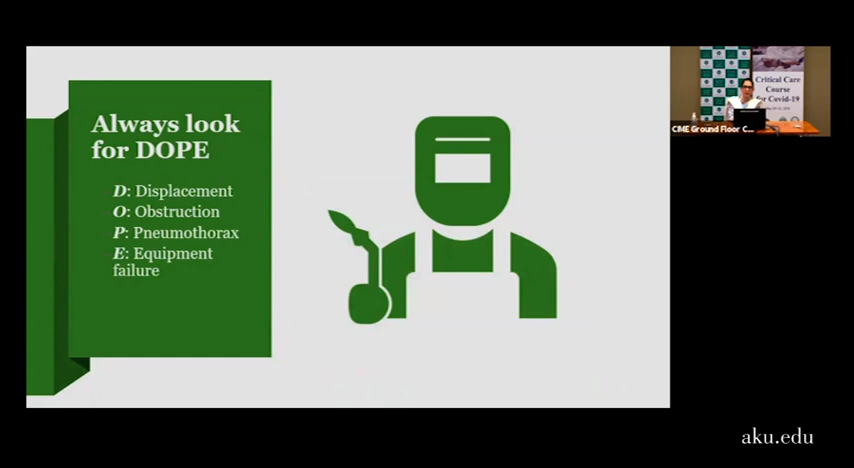 Always look
for DOPE
D: Displacement
O: Obstruction
P: Pneumothorax
E: Equipment
failure
Critical Care
Course
for Covid-19
CIME Ground Floor C...
aku.edu